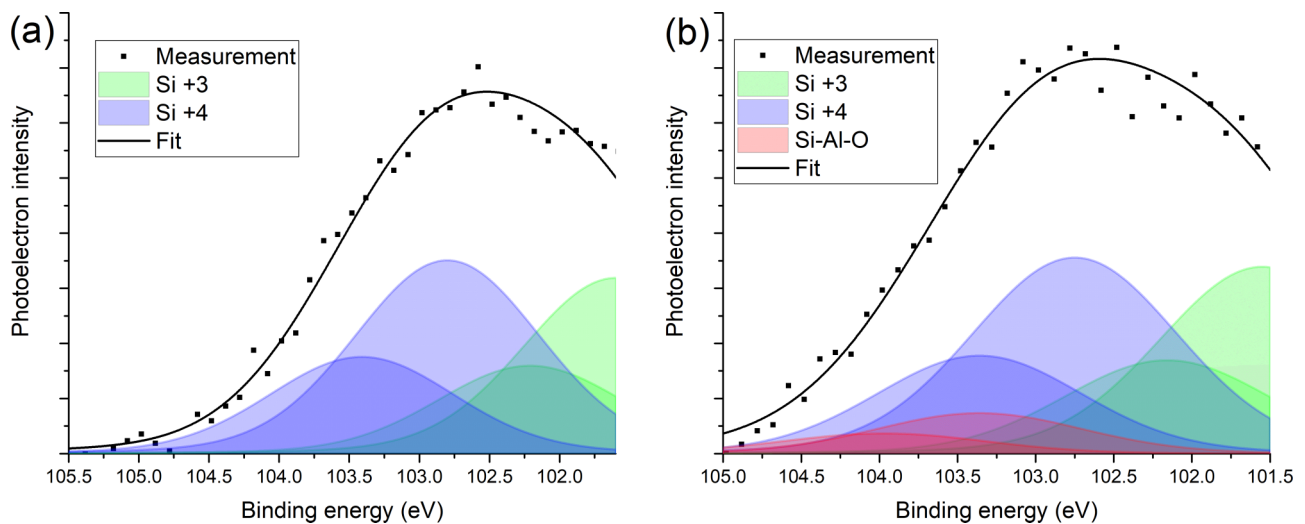 (a)
Measurement
Si +3
Si +4
Fit
Photoelectron intensity
105.5 105.0 104.5 104.0 103.5 103.0 102.5 102.0
Binding energy (eV)
(b)
Measurement
Si +3
Si +4
Si-Al-O
Fit
Photoelectron intensity
105.0 104.5 104.0 103.5 103.0 102.5 102.0 101.5
Binding energy (eV)